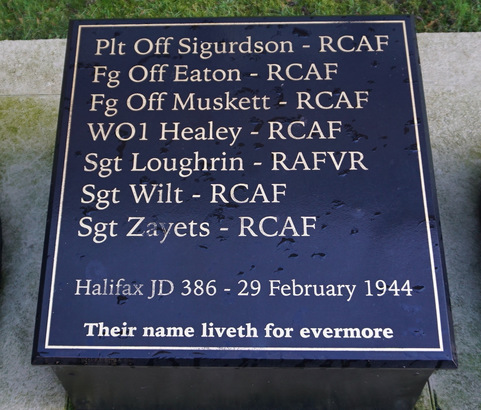 Plt Off Sigurdson - RCAF
Fg Off Eaton - RCAF
Fg Off Muskett - RCAF
WO1 Healey - RCAF
Sgt Loughrin - RAFVR
Sgt Wilt - RCAF
Sgt Zayets - RCAF
Halifax JD 386 - 29 February 1944
Their name liveth for evermore